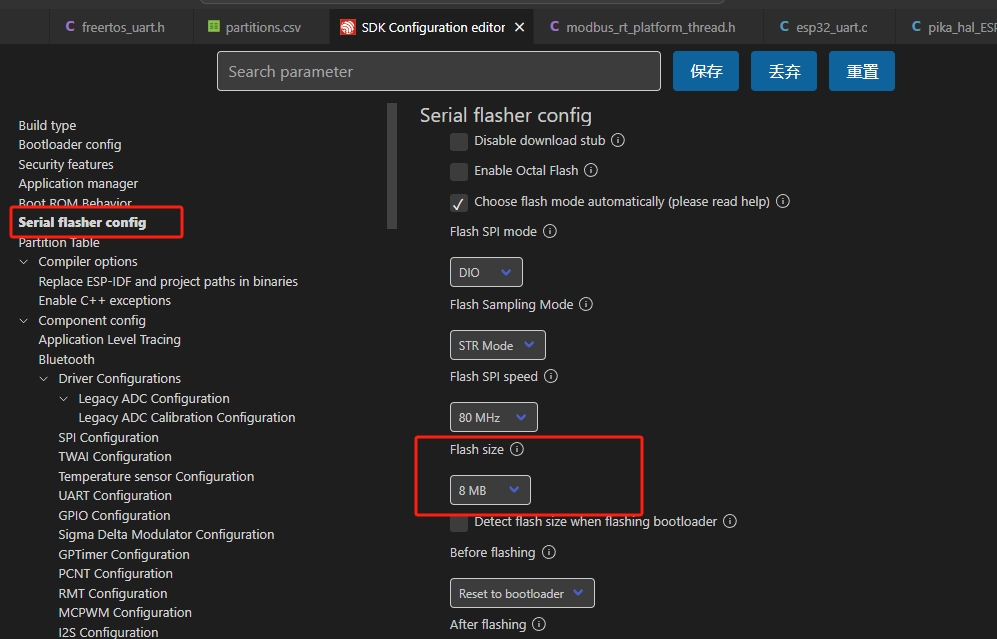 freertos_uart.h
partitions.csv
SDK Configuration editor
modbus_rt_platform_thread.h
esp32_uart.c
pika_hal_ES
Search parameter
保存
丢弃
重置
Build type
Bootloader config
Security features
Application manager
Boot ROM Behavior
Serial flasher config
Partition Table
Compiler options
Replace ESP-IDF and project paths in binaries
Enable C++ exceptions
Component config
Application Level Tracing
Bluetooth
Driver Configurations
Legacy ADC Configuration
Legacy ADC Calibration Configuration
SPI Configuration
TWAI Configuration
Temperature sensor Configuration
UART Configuration
GPIO Configuration
Sigma Delta Modulator Configuration
GPTimer Configuration
PCNT Configuration
RMT Configuration
MCPWM Configuration
I2S Configuration
Serial flasher config
Disable download stub
Enable Octal Flash
Choose flash mode automatically (please read help)
Flash SPI mode
DIO
Flash Sampling Mode
STR Mode
Flash SPI speed
80 MHz
Flash size
8 MB
Detect flash size when flashing bootloader
Before flashing
Reset to bootloader
After flashing